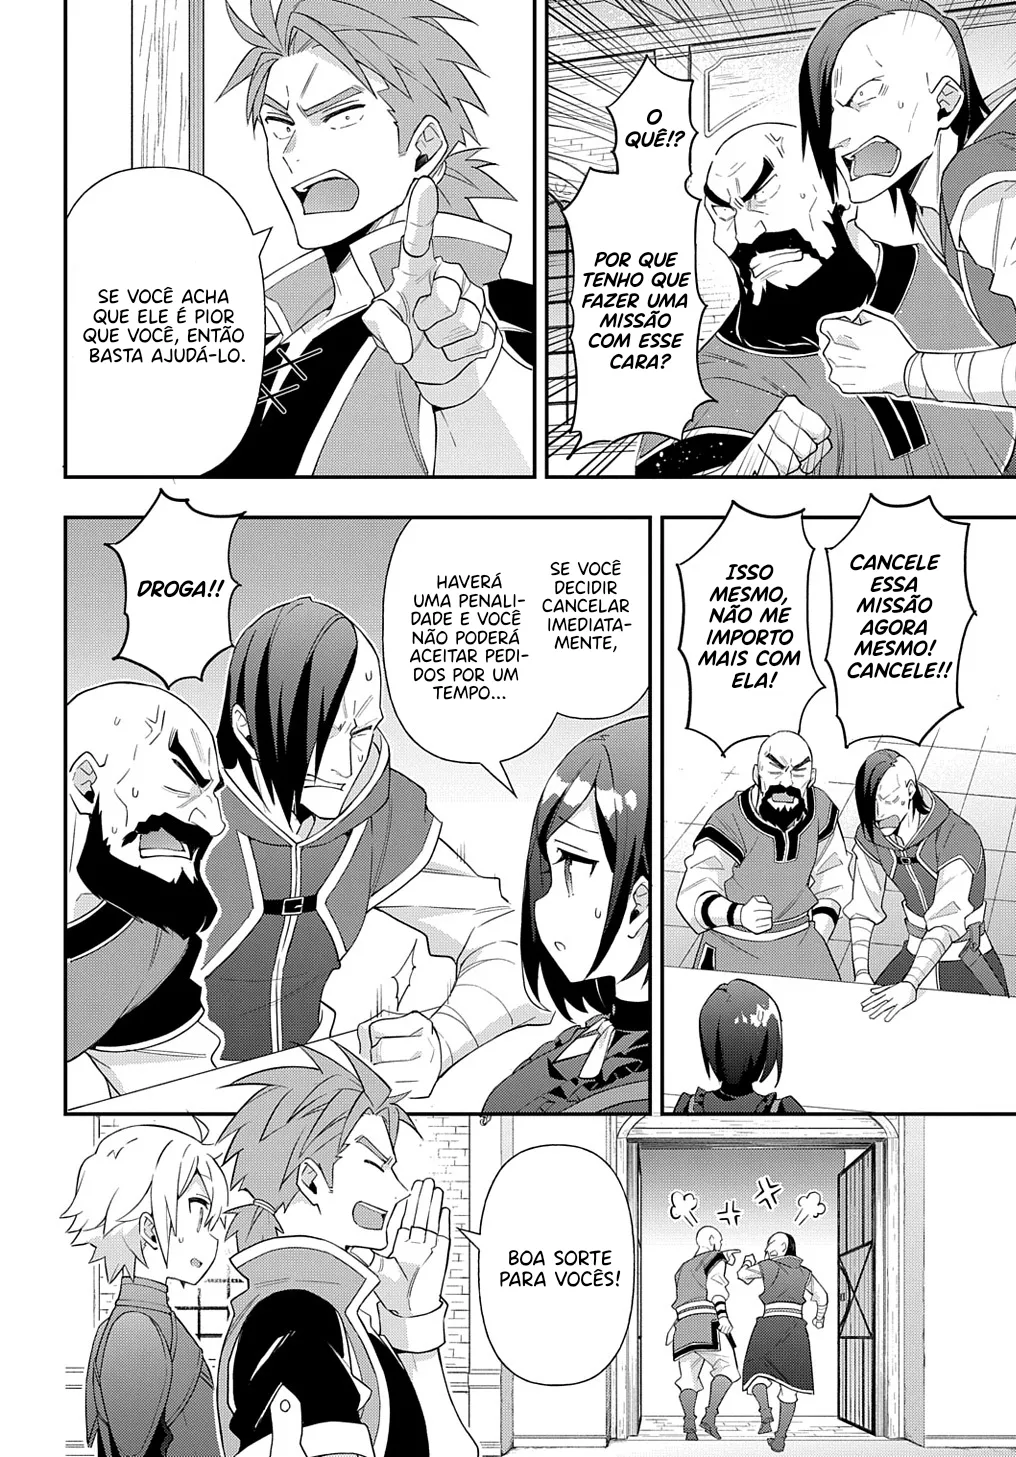 O
QUÊ!?
POR QUE
TENHO QUE
FAZER UMA
MISSÃO
COM ESSE
CARA?
SE VOCÊ ACHA
QUE ELE É PIOR
QUE VOCÊ, ENTÃO
BASTA AJUDÁ-LO.
CANCELE
ESSA
MISSÃO
AGORA
MESMO!
CANCELE!!
ISSO
MESMO,
NÃO ME
IMPORTO
MAIS COM
ELA!
SE VOCÊ
DECIDIR
CANCELAR
IMEDIATA-
MENTE,
HAVERÁ
UMA PENALI-
DADE E VOCÊ
NÃO PODERÁ
ACEITAR PEDI-
DOS POR UM
TEMPO...
DROGA!!
BOA SORTE
PARA VOCÊS!